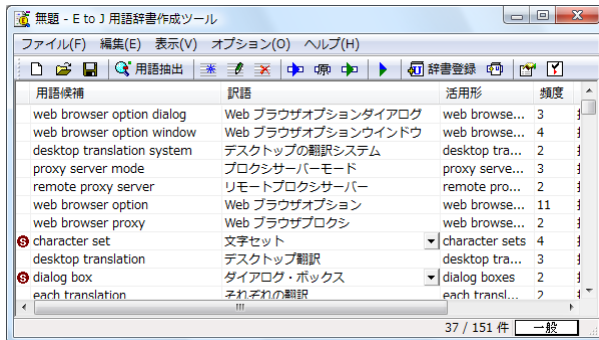 無題 - E to J 用語辞書作成ツール
ファイル(F) 編集(E) 表示(V) オプション(O) ヘルプ(H)
用語抽出 辞書登録
用語候補 訳語 活用形 頻度
web browser option dialog Web ブラウザオプションダイアログ web browse... 3
web browser option window Web ブラウザオプションウインドウ web browse... 4
desktop translation system デスクトップの翻訳システム desktop tra... 2
proxy server mode プロクシサーバーモード proxy serve... 3
remote proxy server リモートプロクシサーバー remote pro... 2
web browser option Web ブラウザオプション web browse... 11
web browser proxy Web ブラウザプロクシ web browse... 2
S character set 文字セット character sets 4
desktop translation デスクトップ翻訳 desktop tra... 3
S dialog box ダイアログ・ボックス dialog boxes 2
each translation それぞれの翻訳 each transl... 2
37 / 151 件 一般